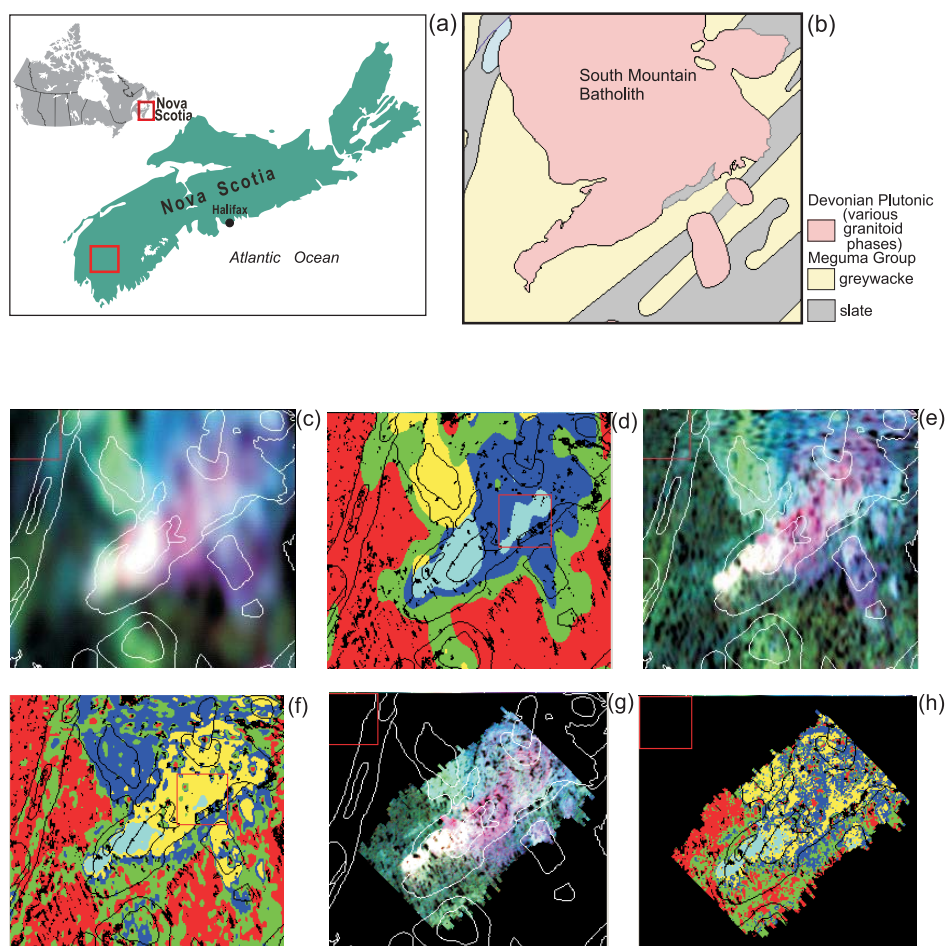 (a)
Nova
Scotia
Nova Scotia
Halifax
Atlantic Ocean
(b)
South Mountain
Batholith
Devonian Plutonic
(various
granitoid
phases)
Meguma Group
greywacke
slate
(c)
(d)
(e)
(f)
(g)
(h)